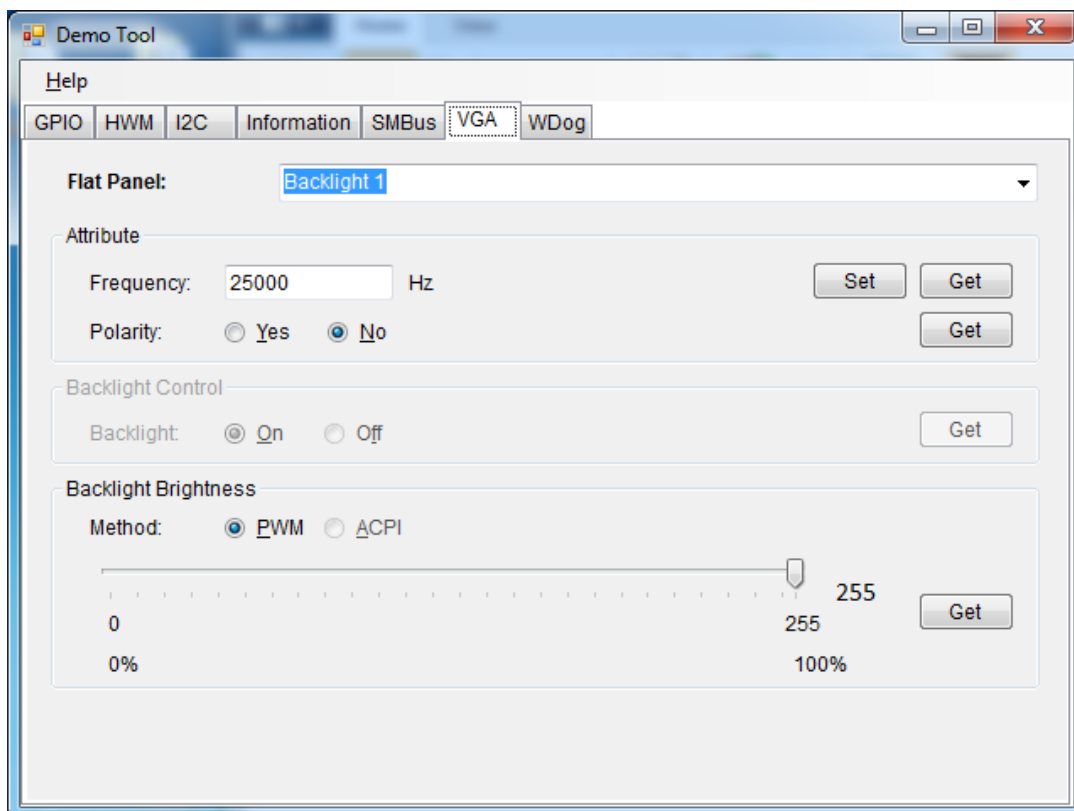 Demo Tool
Help
GPIO HWM I2C Information SMBus VGA WDog
Flat Panel: Backlight 1
Attribute
Frequency: 25000 Hz Set Get
Polarity: Yes No Get
Backlight Control
Backlight: On Off Get
Backlight Brightness
Method: PWM ACPI
255
Get
0 255
0% 100%